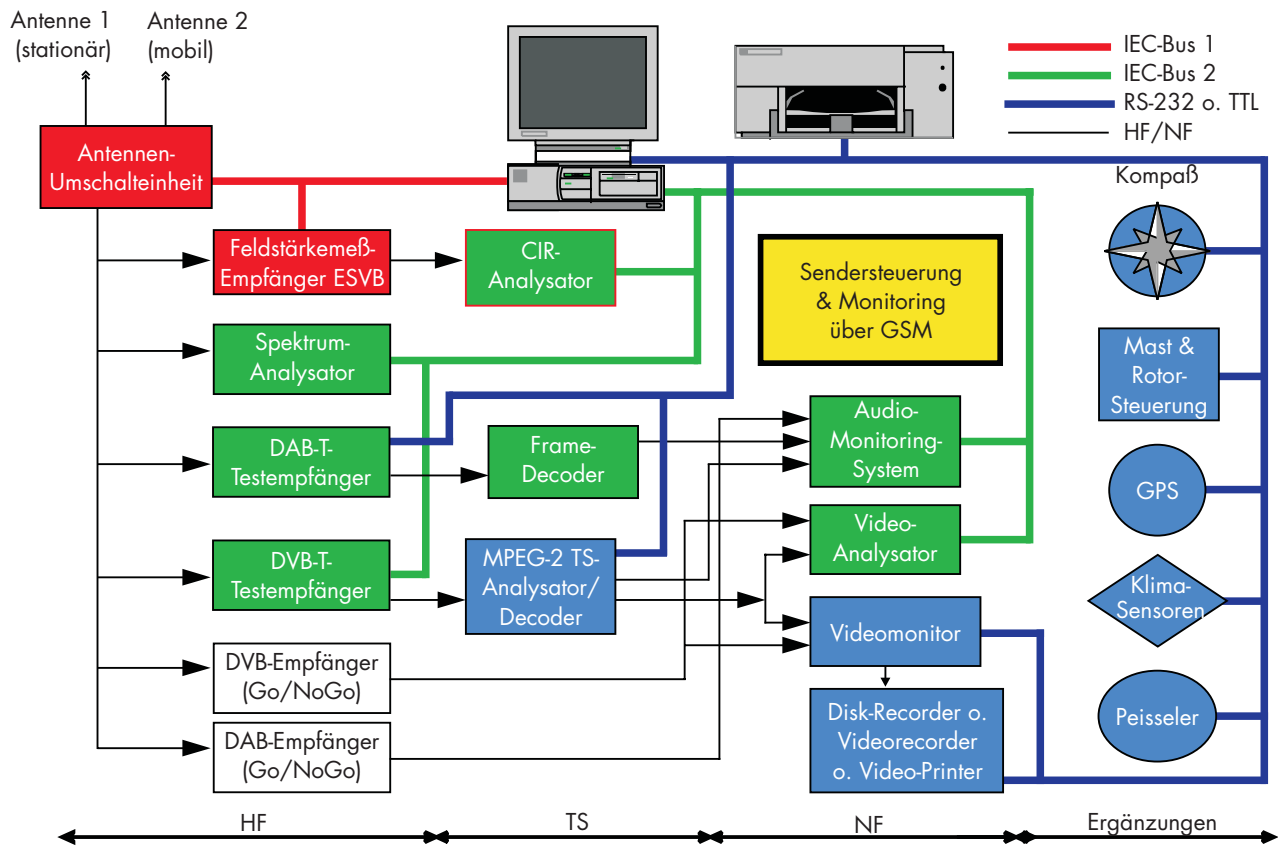 Antenne 1
(stationär)
Antenne 2
(mobil)
IEC-Bus 1
IEC-Bus 2
RS-232 o. TTL
HF/NF
Antennen-
Umschalteinheit
Kompaß
Feldstärkemeß-
Empfänger ESVB
CIR-
Analysator
Sendersteuerung
& Monitoring
über GSM
Spektrum-
Analysator
Mast &
Rotor-
Steuerung
DAB-T-
Testempfänger
Frame-
Decoder
Audio-
Monitoring-
System
GPS
DVB-T-
Testempfänger
MPEG-2 TS-
Analysator/
Decoder
Video-
Analysator
Klima-
Sensoren
Videomonitor
DVB-Empfänger
(Go/NoGo)
DAB-Empfänger
(Go/NoGo)
Disk-Recorder o.
Videorecorder
o. Video-Printer
Peisseler
HF
TS
NF
Ergänzungen